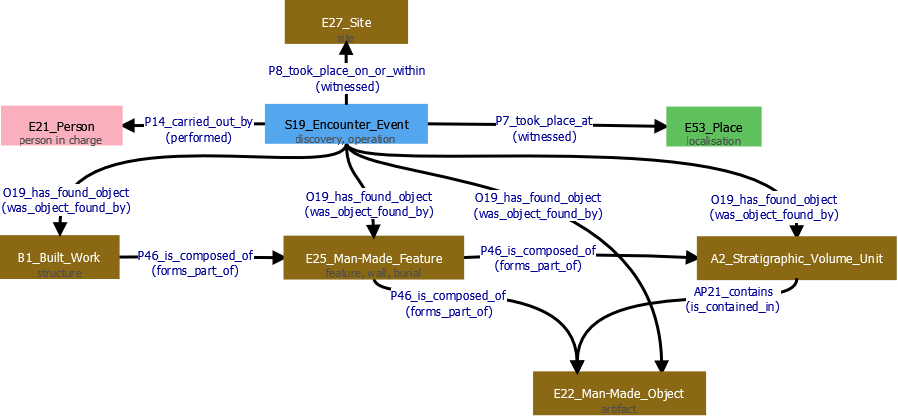 E27_Site
site
P8_took_place_on_or_within
(witnessed)
E21_Person
person in charge
P14_carried_out_by
(performed)
S19_Encounter_Event
discovery, operation
P7_took_place_at
(witnessed)
E53_Place
localisation
O19_has_found_object
(was_object_found_by)
O19_has_found_object
(was_object_found_by)
O19_has_found_object
(was_object_found_by)
O19_has_found_object
(was_object_found_by)
B1_Built_Work
structure
P46_is_composed_of
(forms_part_of)
E25_Man-Made_Feature
feature, wall, burial
P46_is_composed_of
(forms_part_of)
A2_Stratigraphic_Volume_Unit
P46_is_composed_of
(forms_part_of)
AP21_contains
(is_contained_in)
E22_Man-Made_Object
artifact